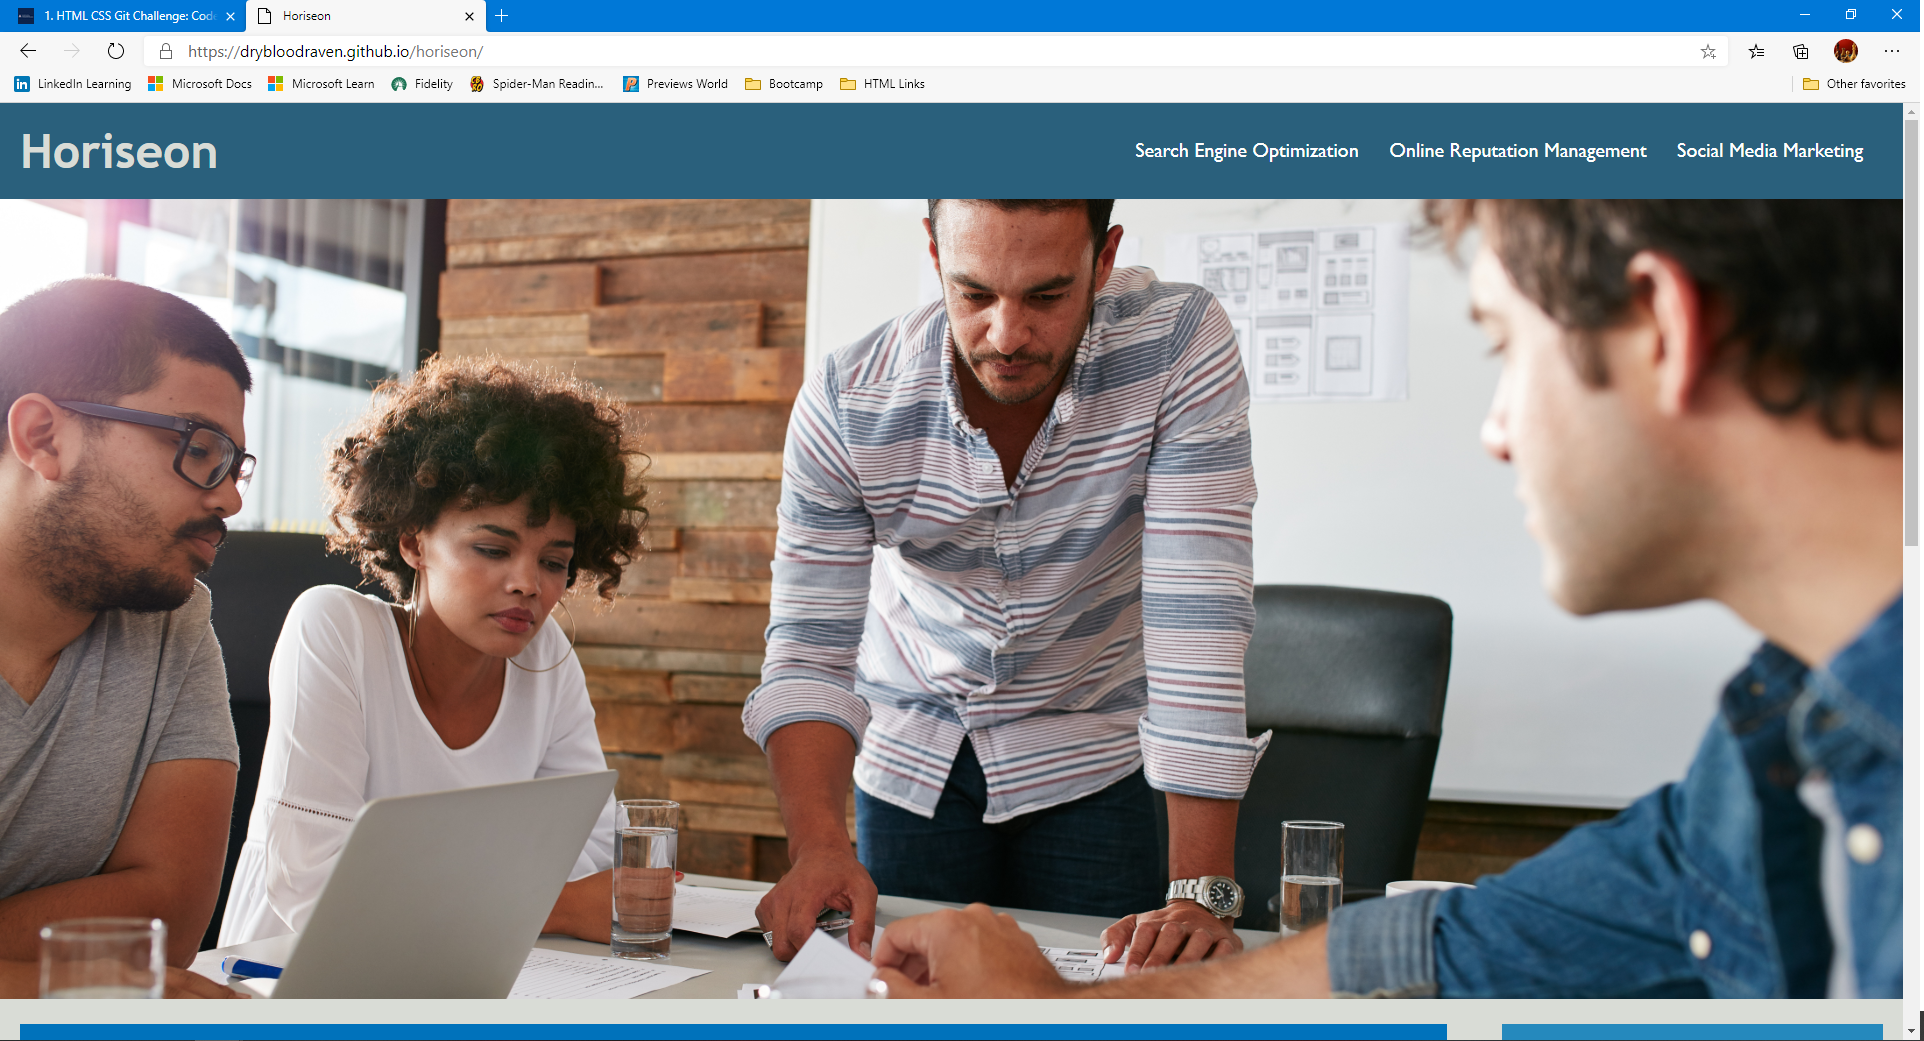 1. HTML CSS Git Challenge: Code
Horiseon
https://drybloodraven.github.io/horiseon/
LinkedIn Learning
Microsoft Docs
Microsoft Learn
Fidelity
Spider-Man Readin...
Previews World
Bootcamp
HTML Links
Other favorites
Horiseon
Search Engine Optimization
Online Reputation Management
Social Media Marketing